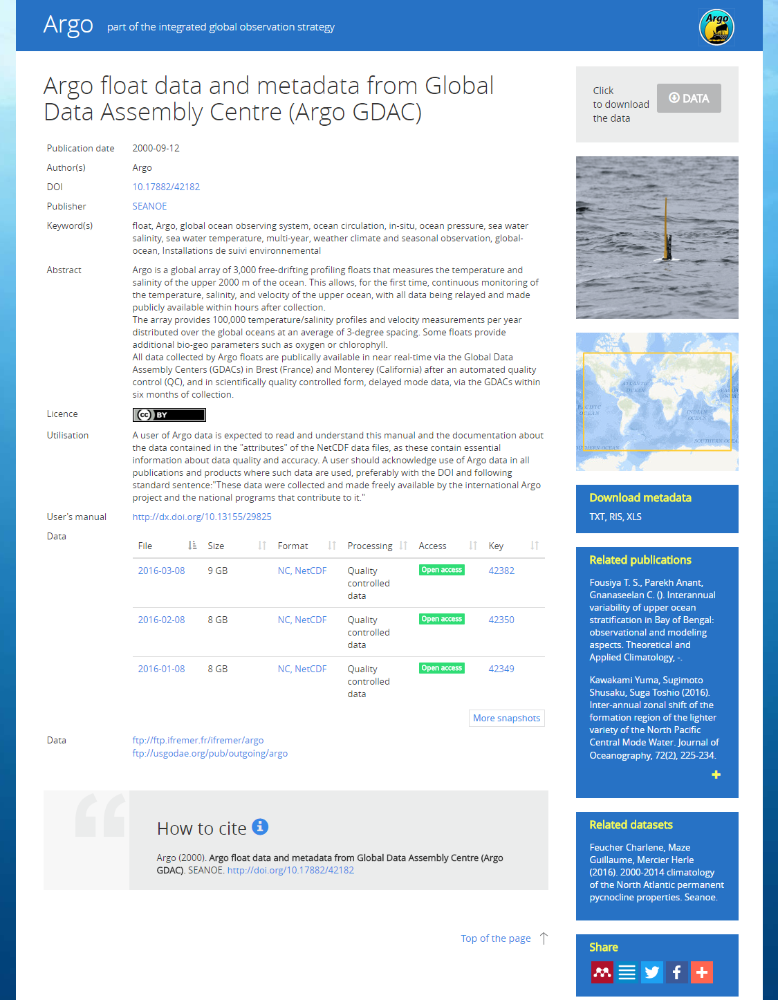 Argo part of the integrated global observation strategy
Argo
Argo float data and metadata from Global
Data Assembly Centre (Argo GDAC)
Publication date 2000-09-12
Author(s) Argo
DOI 10.17882/42182
Publisher SEANOE
Keyword(s) float, Argo, global ocean observing system, ocean circulation, in-situ, ocean pressure, sea water
salinity, sea water temperature, multi-year, weather climate and seasonal observation, global-
ocean, Installations de suivi environnemental
Abstract Argo is a global array of 3,000 free-drifting profiling floats that measures the temperature and
salinity of the upper 2000 m of the ocean. This allows, for the first time, continuous monitoring of
the temperature, salinity, and velocity of the upper ocean, with all data being relayed and made
publicly available within hours after collection.
The array provides 100,000 temperature/salinity profiles and velocity measurements per year
distributed over the global oceans at an average of 3-degree spacing. Some floats provide
additional bio-geo parameters such as oxygen or chlorophyll.
All data collected by Argo floats are publically available in near real-time via the Global Data
Assembly Centers (GDACs) in Brest (France) and Monterey (California) after an automated quality
control (QC), and in scientifically quality controlled form, delayed mode data, via the GDACs within
six months of collection.
Licence cc BY
Utilisation A user of Argo data is expected to read and understand this manual and the documentation about
the data contained in the "attributes" of the NetCDF data files, as these contain essential
information about data quality and accuracy. A user should acknowledge use of Argo data in all
publications and products where such data are used, preferably with the DOI and following
standard sentence:"These data were collected and made freely available by the international Argo
project and the national programs that contribute to it."
User's manual http://dx.doi.org/10.13155/29825
Data
File Size Format Processing Access Key
2016-03-08 9 GB NC, NetCDF Quality Open access 42382
controlled
data
2016-02-08 8 GB NC, NetCDF Quality Open access 42350
controlled
data
2016-01-08 8 GB NC, NetCDF Quality Open access 42349
controlled
data
More snapshots
Data ftp://ftp.ifremer.fr/ifremer/argo
ftp://usgodae.org/pub/outgoing/argo
How to cite
Argo (2000). Argo float data and metadata from Global Data Assembly Centre (Argo
GDAC). SEANOE. http://doi.org/10.17882/42182
Top of the page
Click
to download
the data
DATA
ATLANTIC
OCEAN
PACIFIC
OCEAN
INDIAN
OCEAN
SOUTHERN OCEA
Download metadata
TXT, RIS, XLS
Related publications
Fousiya T. S., Parekh Anant,
Gnanaseelan C. (). Interannual
variability of upper ocean
stratification in Bay of Bengal:
observational and modeling
aspects. Theoretical and
Applied Climatology, -.
Kawakami Yuma, Sugimoto
Shusaku, Suga Toshio (2016).
Inter-annual zonal shift of the
formation region of the lighter
variety of the North Pacific
Central Mode Water. Journal of
Oceanography, 72(2), 225-234.
Related datasets
Feucher Charlene, Maze
Guillaume, Mercier Herle
(2016). 2000-2014 climatology
of the North Atlantic permanent
pycnocline properties. Seanoe.
Share